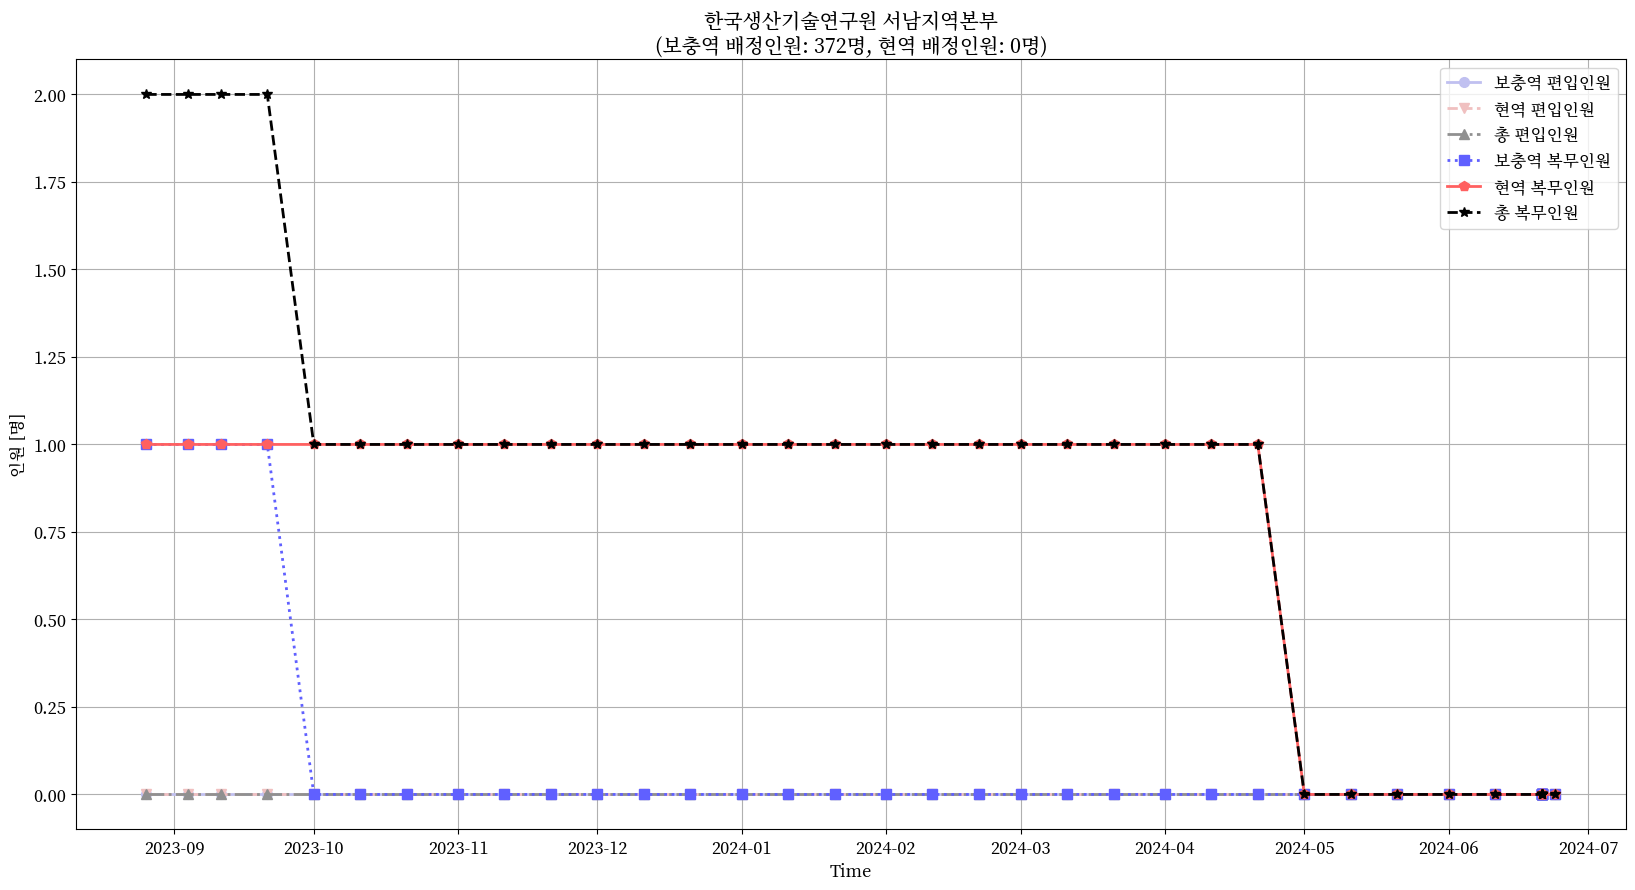 한국생산기술연구원 서남지역본부
(보충역 배정인원: 372명, 현역 배정인원: 0명)
보충역 편입인원
현역 편입인원
총 편입인원
보충역 복무인원
현역 복무인원
총 복무인원
인원 [명]
2.00
1.75
1.50
1.25
1.00
0.75
0.50
0.25
0.00
2023-09 2023-10 2023-11 2023-12 2024-01 2024-02 2024-03 2024-04 2024-05 2024-06 2024-07
Time